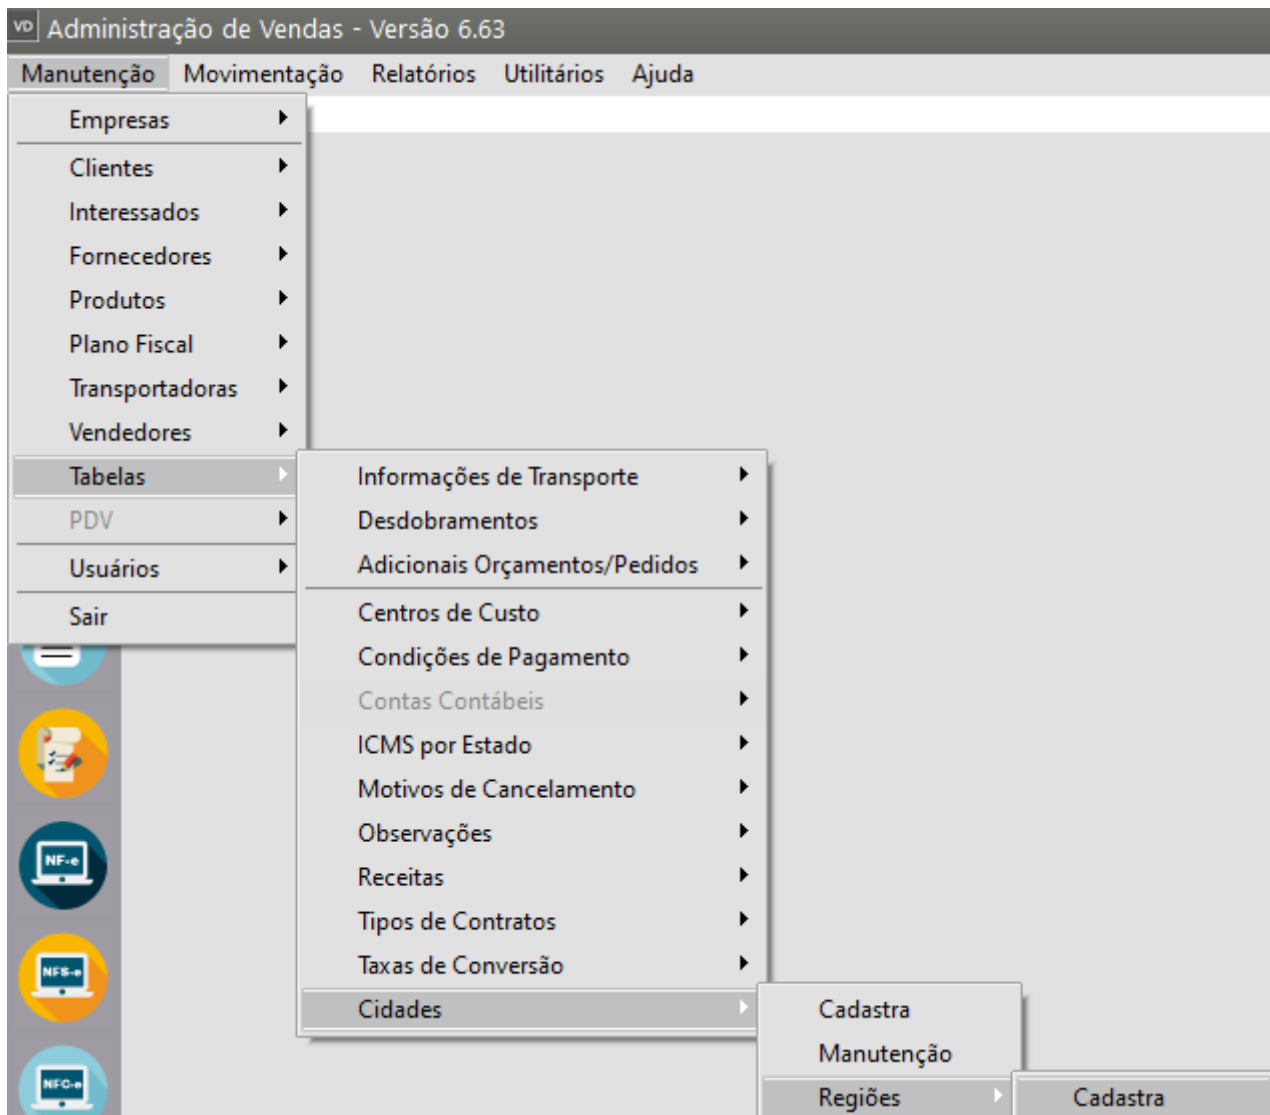 VD Administração de Vendas - Versão 6.63
Manutenção Movimentação Relatórios Utilitários Ajuda
Empresas
Clientes
Interessados
Fornecedores
Produtos
Plano Fiscal
Transportadoras
Vendedores
Tabelas
PDV
Usuários
Sair
Informações de Transporte
Desdobramentos
Adicionais Orçamentos/Pedidos
Centros de Custo
Condições de Pagamento
Contas Contábeis
ICMS por Estado
Motivos de Cancelamento
Observações
Receitas
Tipos de Contratos
Taxas de Conversão
Cidades
Cadastra
Manutenção
Regiões
Cadastra
NF-e
NFS-e
NFC-e